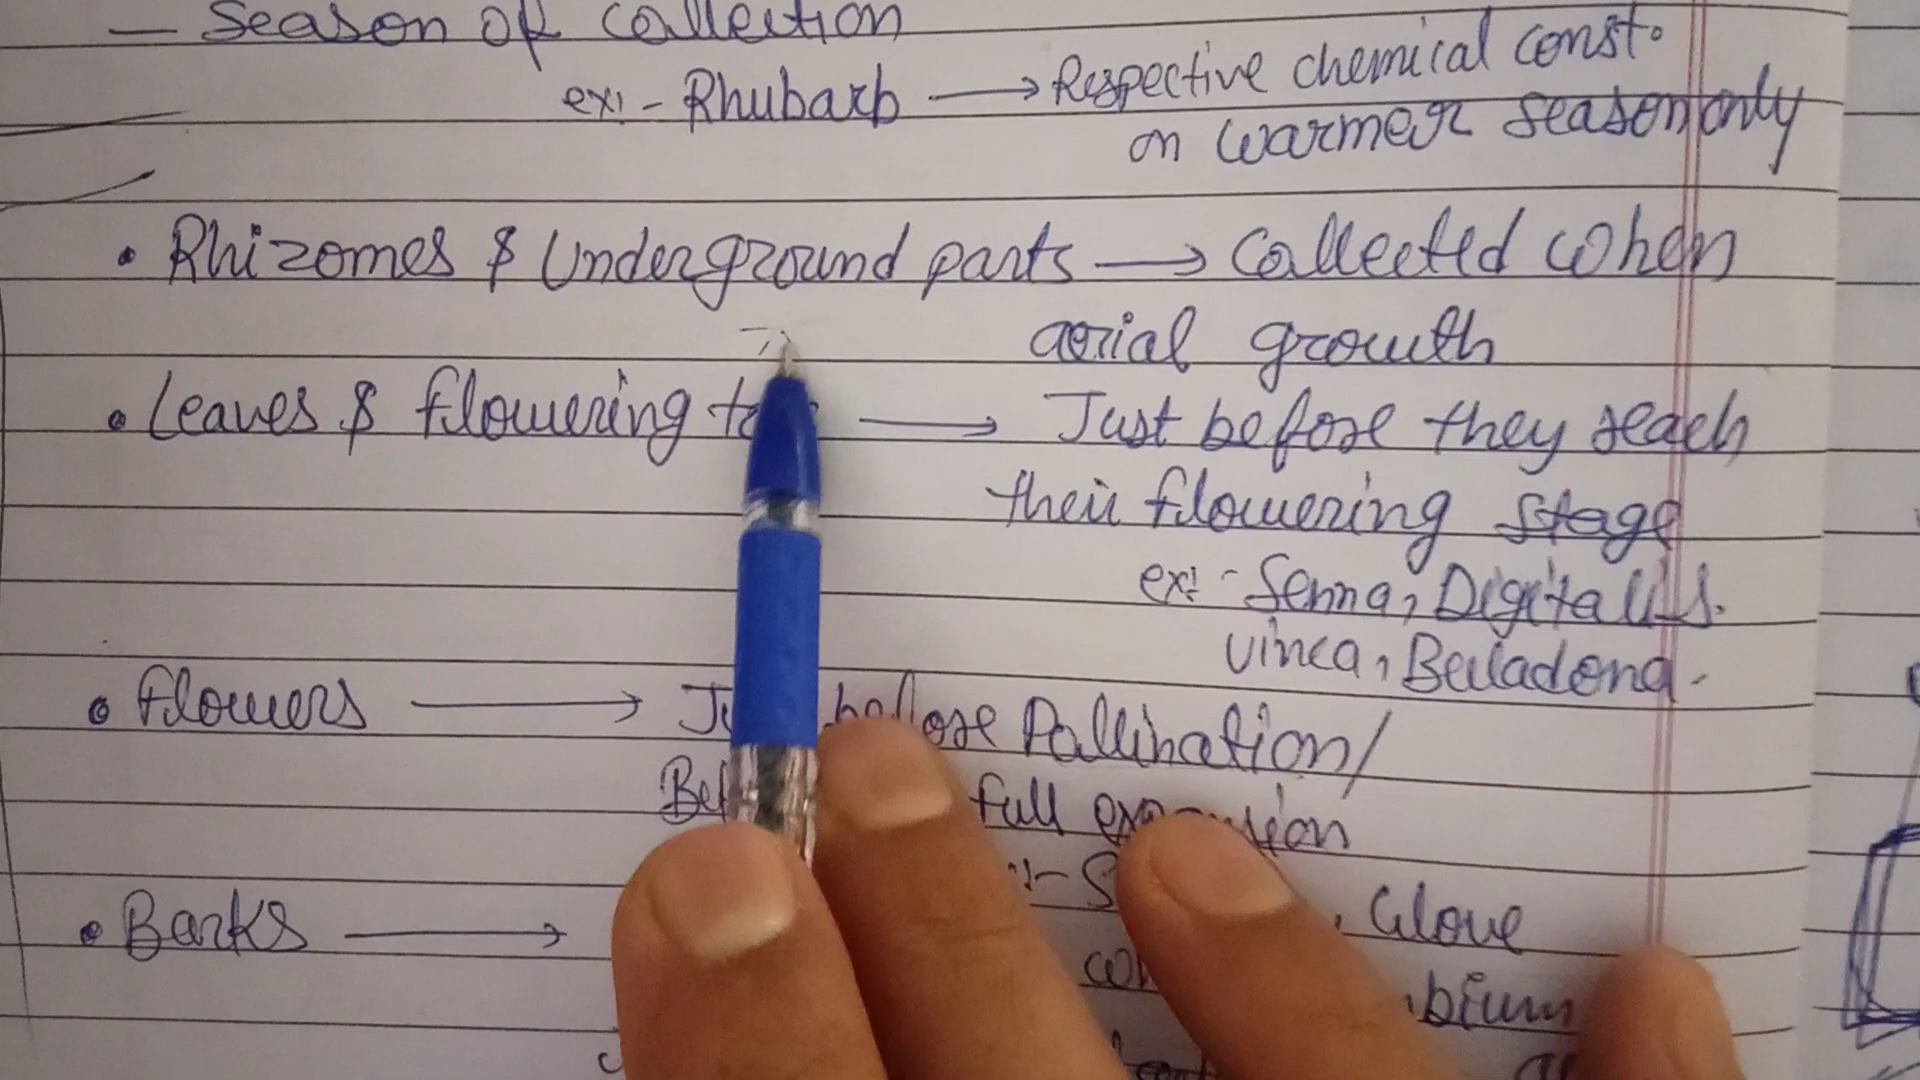 — Season of Collection
ex:- Rhubarb → Respective chemical const.
on warmer season only
• Rhizomes & Underground parts → Collected when
aerial growth
• Leaves & flowering → Just before they reach
their flowering stage
ex:- Senna, Digitalis.
Vinca, Belladona.
• flowers → before Pollination/
full expansion
Clove
• Barks →